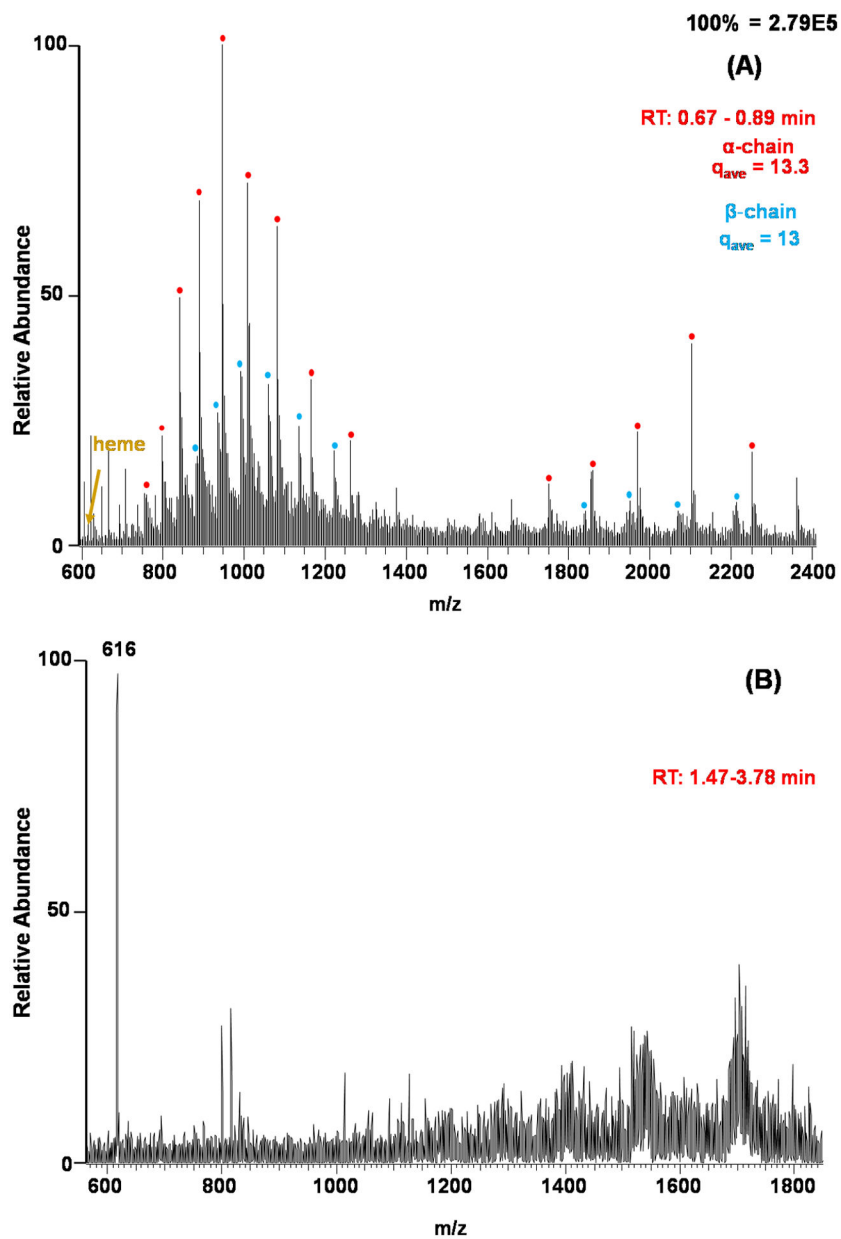 100% = 2.79E5
100
(A)
RT: 0.67 - 0.89 min
α-chain
qave = 13.3
β-chain
qave = 13
Relative Abundance
50
heme
0
600 800 1000 1200 1400 1600 1800 2000 2200 2400
m/z
616
100
(B)
RT: 1.47-3.78 min
Relative Abundance
50
0
600 800 1000 1200 1400 1600 1800
m/z